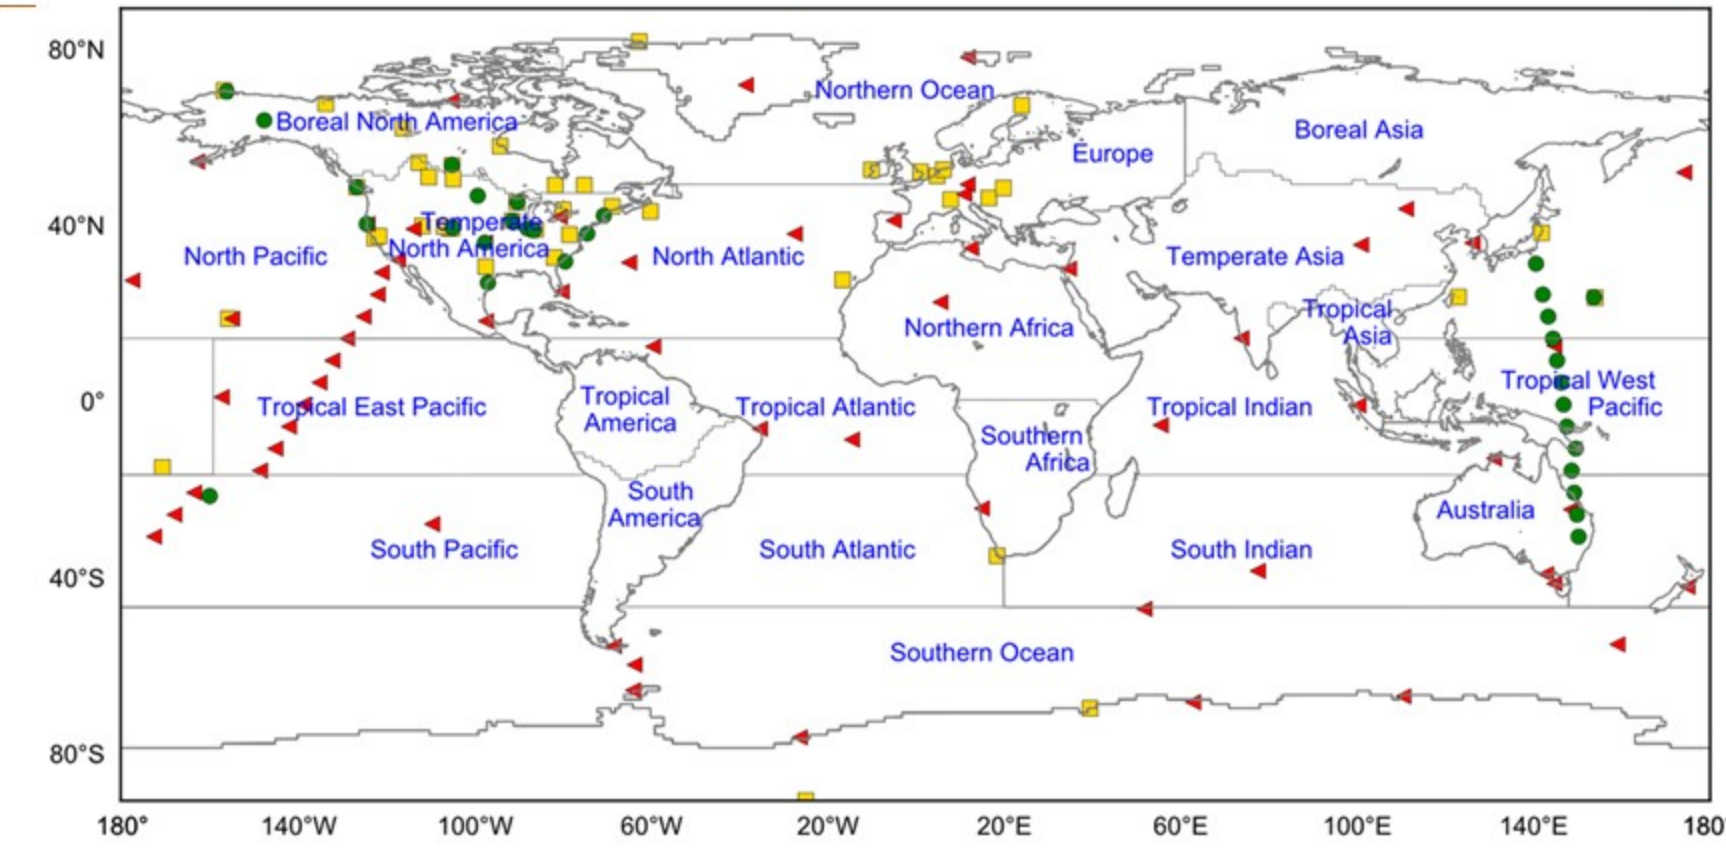 80°N
Northern Ocean
Boreal North America
Boreal Asia
Europe
40°N
Temperate
North America
North Pacific
North Atlantic
Temperate Asia
Tropical
Asia
Northern Africa
0°
Tropical East Pacific
Tropical
America
Tropical Atlantic
Tropical Indian
Tropical West
Pacific
Southern
Africa
South
America
Australia
South Pacific
South Atlantic
South Indian
40°S
Southern Ocean
80°S
180° 140°W 100°W 60°W 20°W 20°E 60°E 100°E 140°E 180